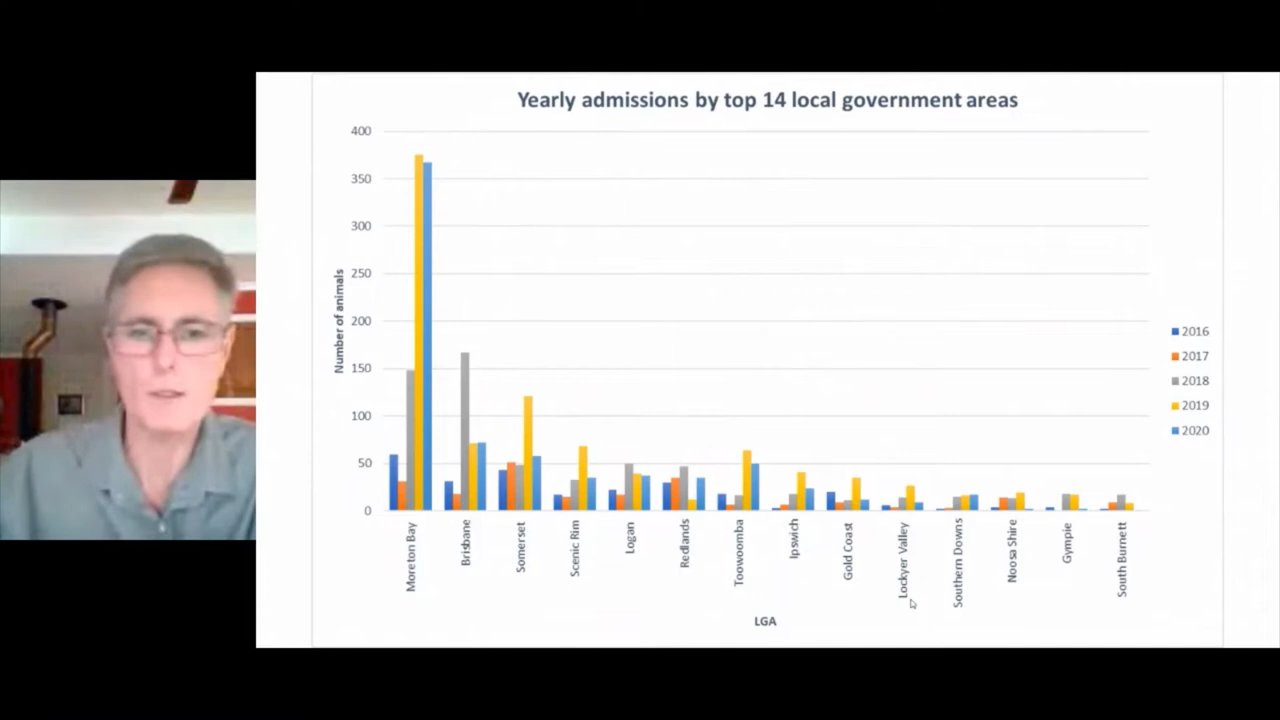 Yearly admissions by top 14 local government areas
400
350
300
250
200
150
100
50
0
Number of animals
Moreton Bay
Brisbane
Somerset
Scenic Rim
Logan
Redlands
Toowoomba
Ipswich
Gold Coast
Lockyer Valley
Southern Downs
Noosa Shire
Gympie
South Burnett
LGA
2016
2017
2018
2019
2020